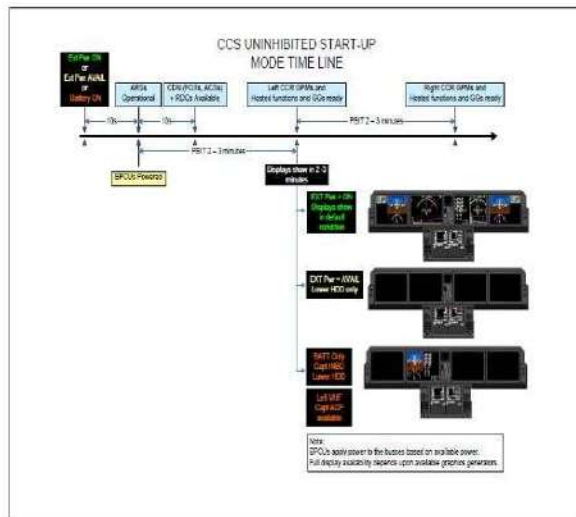 CCS UNINHIBITED START-UP
MODE TIME LINE
Ext Pwr ON
or
Ext Pwr AVAIL
or
Battery ON
ARSs
Operational
CDN (FOXs, ACSs)
+ RDCs Available
Left CCR GPMs and
Hosted functions and GGs ready
Right CCR GPMs and
Hosted functions and GGs ready
10s
10s
PBIT 2 – 3 minutes
PBIT 2 – 3 minutes
BPCUs Powered
Displays show in 2-3
minutes
EXT Pwr = ON
Displays show
in default
EXT Pwr = AVAIL
Lower HDD only
BATT Only
Capt INBD
Lower HDD
Left VHF
Capt ACP
available
Note:
BPCUs apply power to the busses based on available power.
Full display availability depends upon available graphics generators.